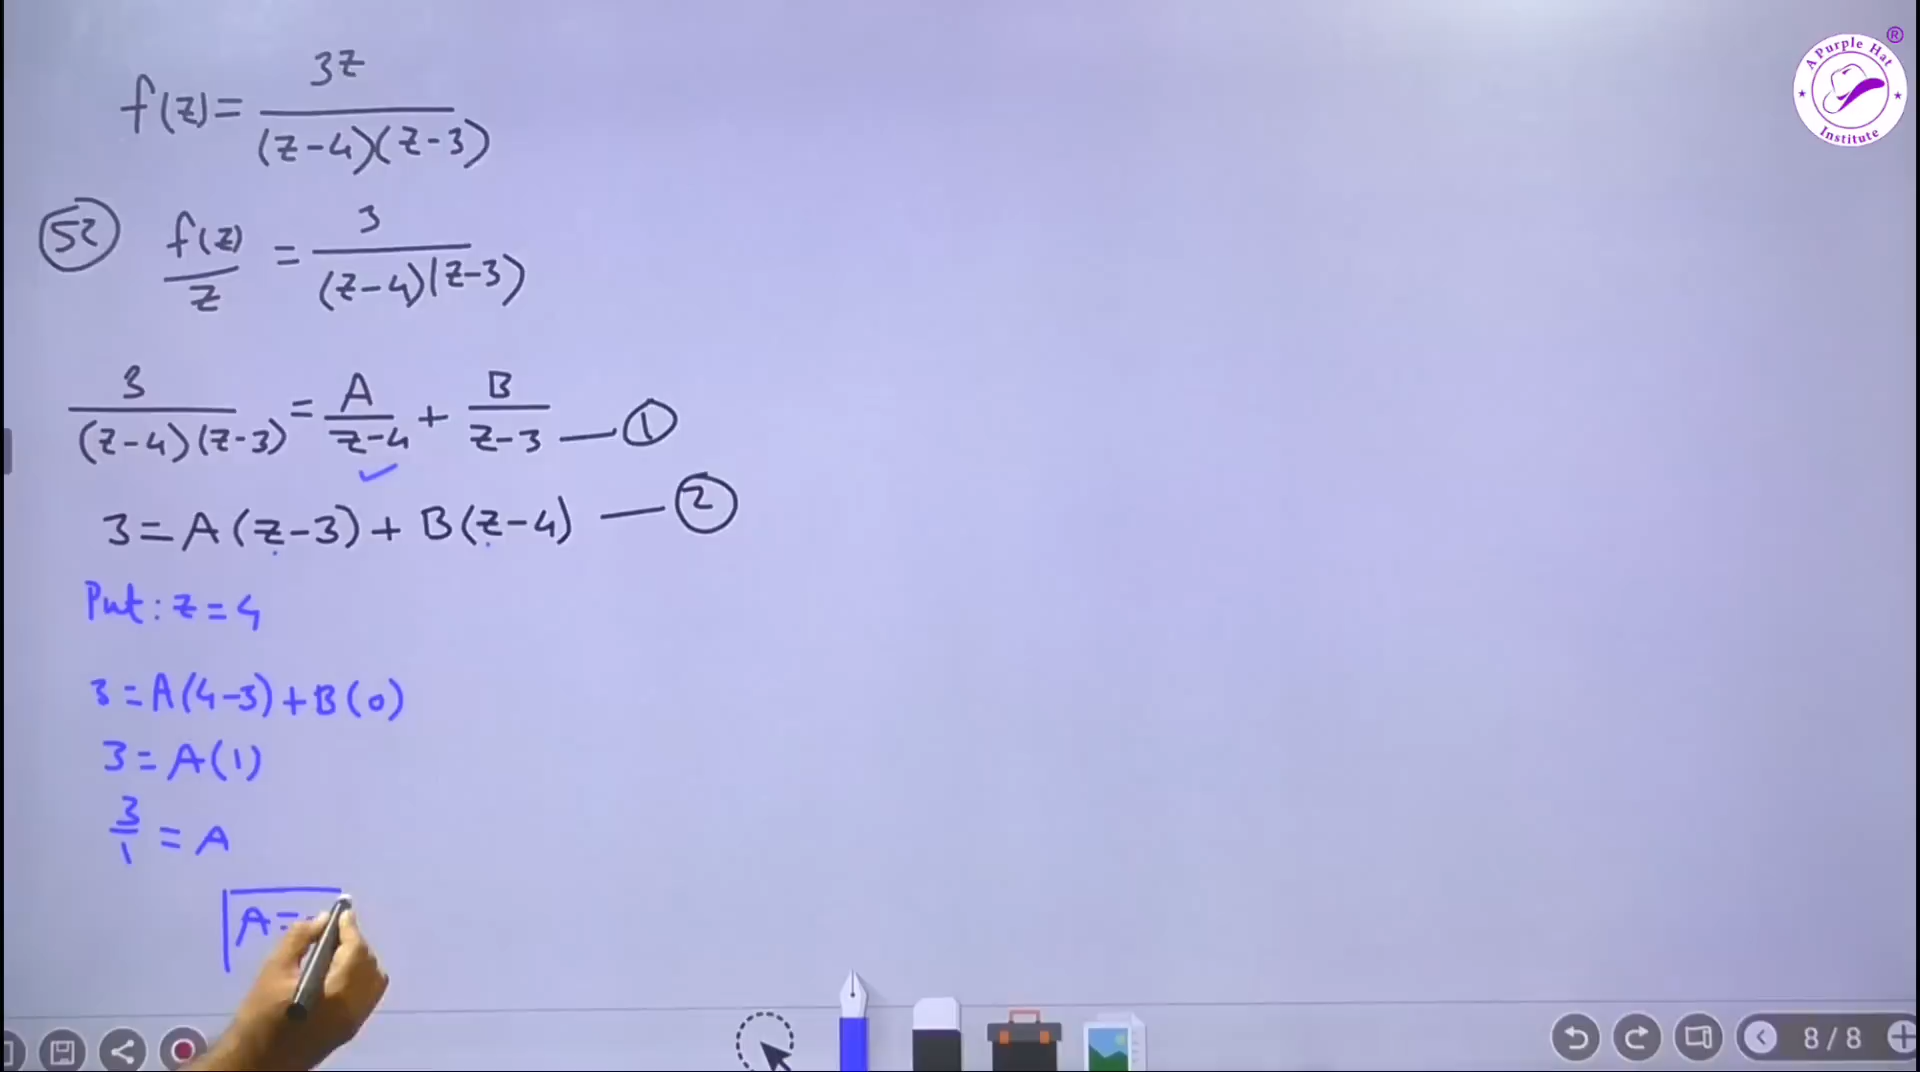 f(z) = 3z / (z-4)(z-3)
52 f(z)/z = 3 / (z-4)(z-3)
3 / (z-4)(z-3) = A / z-4 + B / z-3 — 1
3 = A(z-3) + B(z-4) — 2
Put: z = 4
3 = A(4-3) + B(0)
3 = A(1)
3/1 = A
A =
A Purple Hat Institute ®
8/8